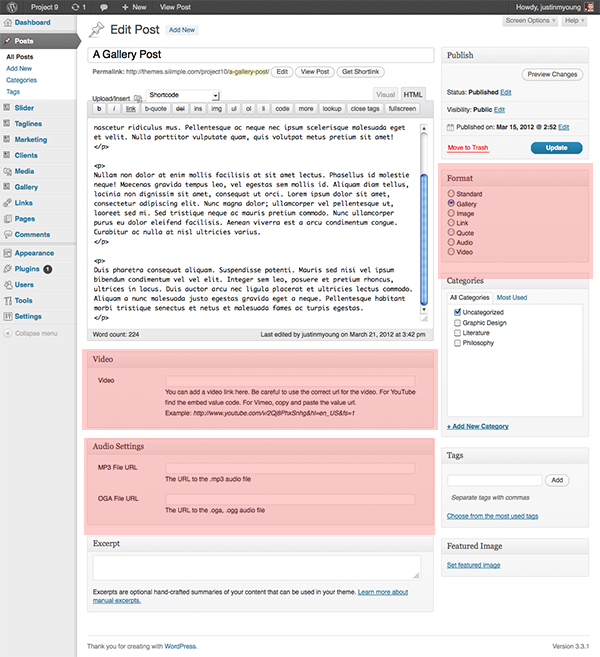 Project 9 3 + New View Post Howdy, justinmyoung
Dashboard
Posts
All Posts
Add New
Categories
Tags
Slider
Taglines
Marketing
Clients
Media
Gallery
Links
Pages
Comments
Appearance
Plugins 1
Users
Tools
Settings
Collapse menu
Screen Options Help
Edit Post Add New
A Gallery Post
Permalink: http://themes.siiimple.com/project10/a-gallery-post/ Edit View Post Get Shortlink
Upload/Insert Shortcode Visual HTML
b i link b-quote del ins img ul ol li code more lookup close tags fullscreen
nascetur ridiculus mus. Pellentesque ac neque nec ipsum scelerisque malesuada eget
et velit. Nulla porttitor vulputate quam, quis volutpat metus pretium sit amet!
</p>
<p>
Nullam non dolor at enim mollis facilisis at sit amet lectus. Phasellus id molestie
neque! Maecenas gravida tempus leo, vel egestas sem mollis id. Aliquam diam tellus,
lacinia non dignissim sit amet, consequat ut orci. Lorem ipsum dolor sit amet,
consectetur adipiscing elit. Nunc magna dolor; ullamcorper vel pellentesque ut,
laoreet sed mi. Sed tristique neque ac mauris pretium commodo. Nunc ullamcorper
purus eu dolor eleifend facilisis. Aenean viverra est a arcu condimentum congue.
Curabitur ac nulla at nisl ultricies varius.
</p>
<p>
Duis pharetra consequat aliquam. Suspendisse potenti. Mauris sed nisi vel ipsum
bibendum condimentum vel vel elit. Integer sem leo, posuere et pretium rhoncus,
ultrices in lacus. Duis auctor arcu nec ligula placerat et ultricies lectus commodo.
Aliquam a nunc malesuada justo egestas gravida eget a neque. Pellentesque habitant
morbi tristique senectus et netus et malesuada fames ac turpis egestas.
</p>
Word count: 224 Last edited by justinmyoung on March 21, 2012 at 3:42 pm
Video
Video
You can add a video link here. Be careful to use the correct url for the video. For YouTube
find the embed value code. For Vimeo, copy and paste the value url.
Example: http://www.youtube.com/v/2Qj8PhxSnhg&hl=en_US&fs=1
Audio Settings
MP3 File URL
The URL to the .mp3 audio file
OGA File URL
The URL to the .oga, .ogg audio file
Excerpt
Excerpts are optional hand-crafted summaries of your content that can be used in your theme. Learn more about
manual excerpts.
Publish
Preview Changes
Status: Published Edit
Visibility: Public Edit
Published on: Mar 15, 2012 @ 2:52 Edit
Move to Trash Update
Format
Standard
Gallery
Image
Link
Quote
Audio
Video
Categories
All Categories Most Used
Uncategorized
Graphic Design
Literature
Philosophy
+ Add New Category
Tags
Add
Separate tags with commas
Choose from the most used tags
Featured Image
Set featured image
Thank you for creating with WordPress. Version 3.3.1